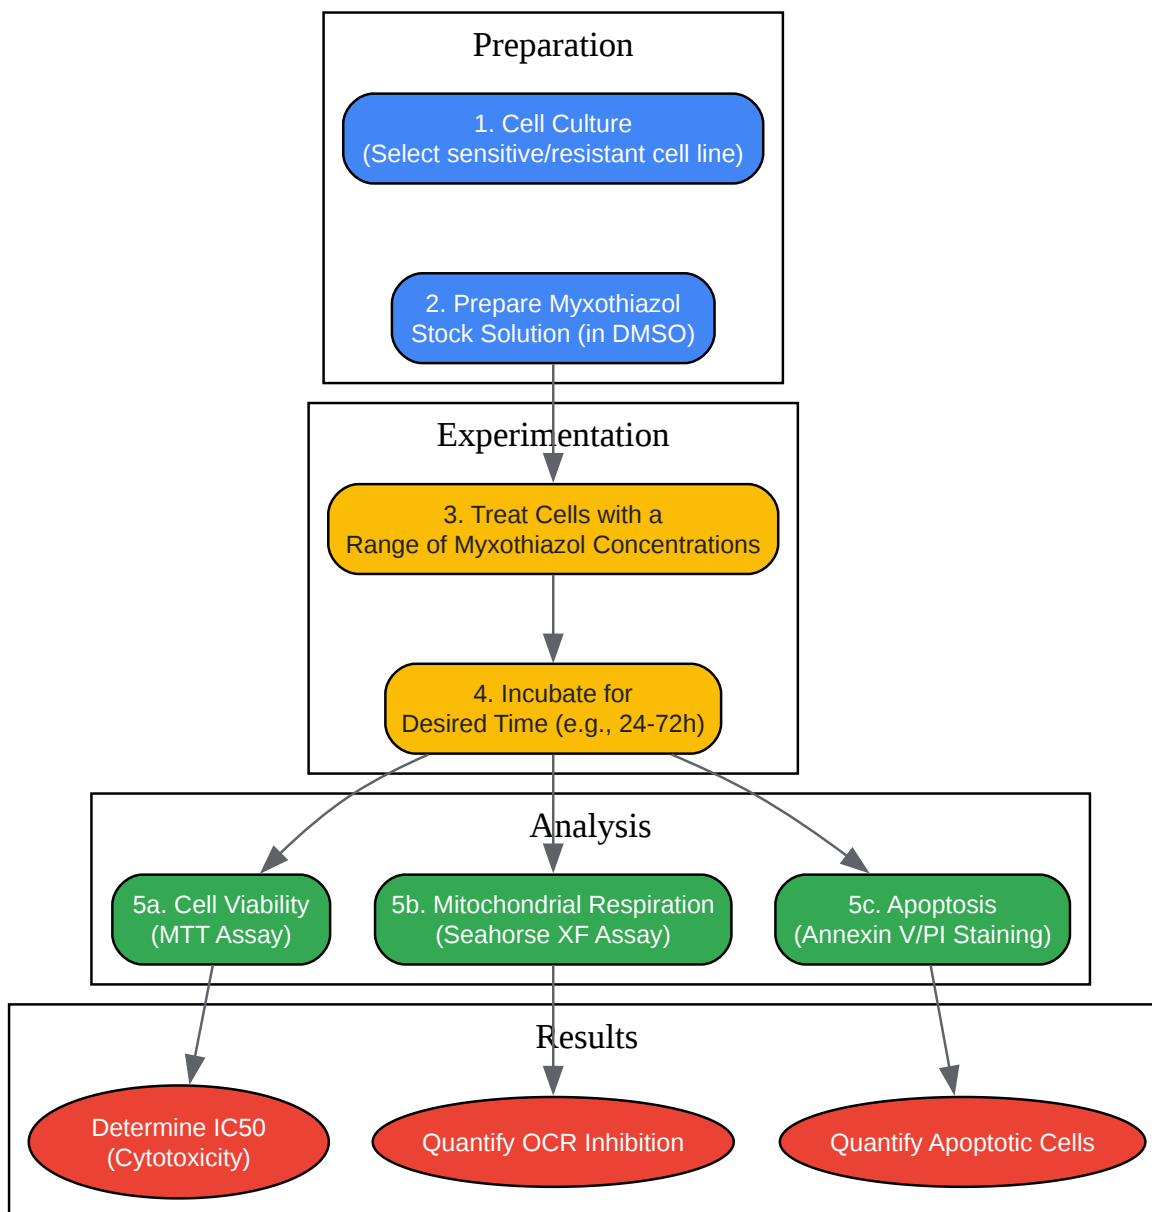 Preparation
1. Cell Culture
(Select sensitive/resistant cell line)
2. Prepare Myxothiazol
Stock Solution (in DMSO)
Experimentation
3. Treat Cells with a
Range of Myxothiazol Concentrations
4. Incubate for
Desired Time (e.g., 24-72h)
Analysis
5a. Cell Viability
(MTT Assay)
5b. Mitochondrial Respiration
(Seahorse XF Assay)
5c. Apoptosis
(Annexin V/PI Staining)
Results
Determine IC50
(Cytotoxicity)
Quantify OCR Inhibition
Quantify Apoptotic Cells